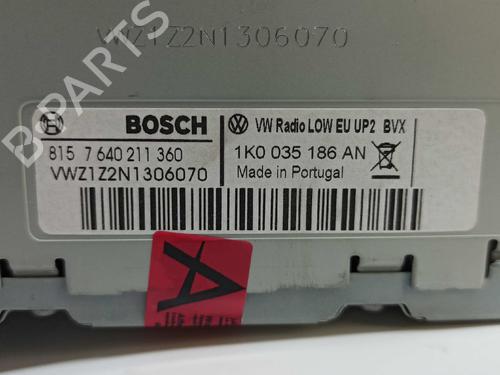 VWZ1Z2N1306070
B-PARTS
BOSCH
VW Radio LOW EU UP2 BVX
815 7 640 211 360
1K0 035 186 AN
VWZ1Z2N1306070
Made in Portugal
A